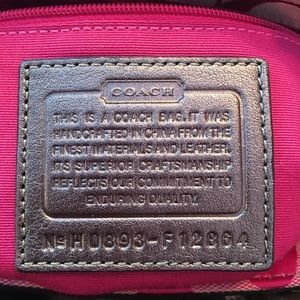 COACH
THIS IS A COACH BAG. IT WAS
HANDCRAFTED IN CHINA FROM THE
FINEST MATERIALS AND LEATHER.
ITS SUPERIOR CRAFTSMANSHIP
REFLECTS OUR COMMITMENT TO
ENDURING QUALITY.
Nº H0893-F12864